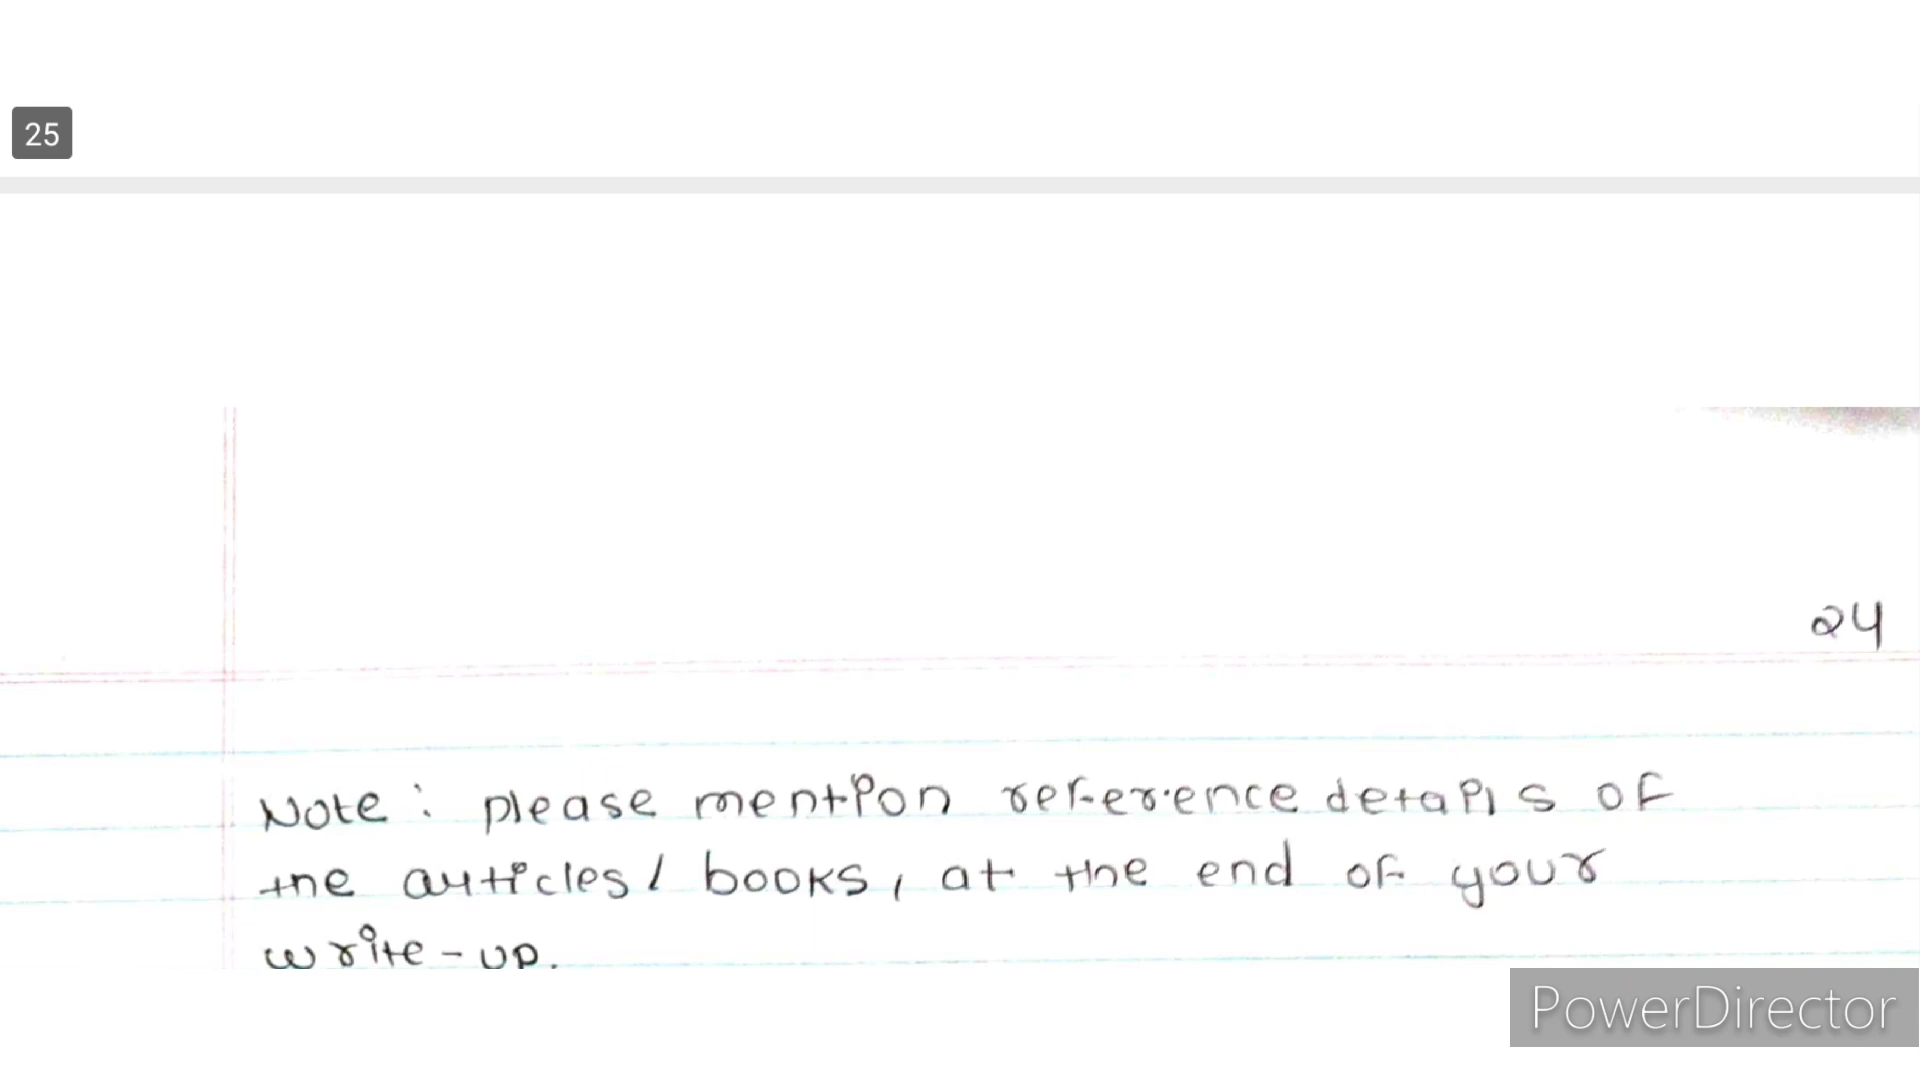 25
24
Note: please mention reference details of
the articles/ books, at the end of your
write-up.
PowerDirector